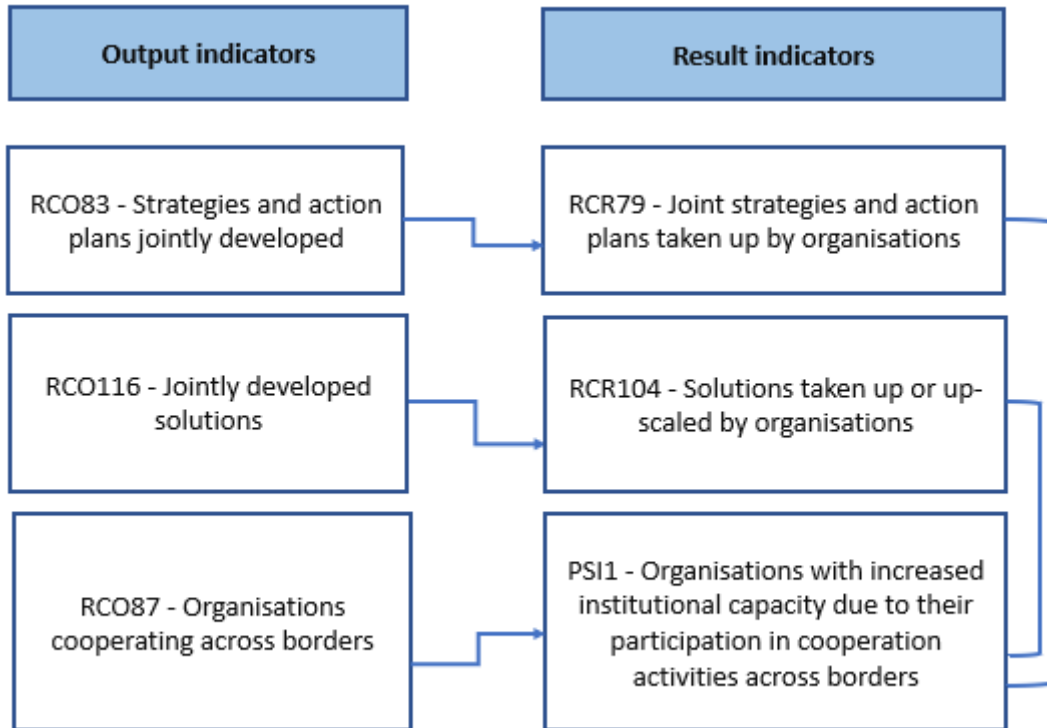 Output indicators
Result indicators
RCO83 - Strategies and action
plans jointly developed
RCR79 - Joint strategies and action
plans taken up by organisations
RCO116 - Jointly developed
solutions
RCR104 - Solutions taken up or up-
scaled by organisations
RCO87 - Organisations
cooperating across borders
PSI1 - Organisations with increased
institutional capacity due to their
participation in cooperation
activities across borders